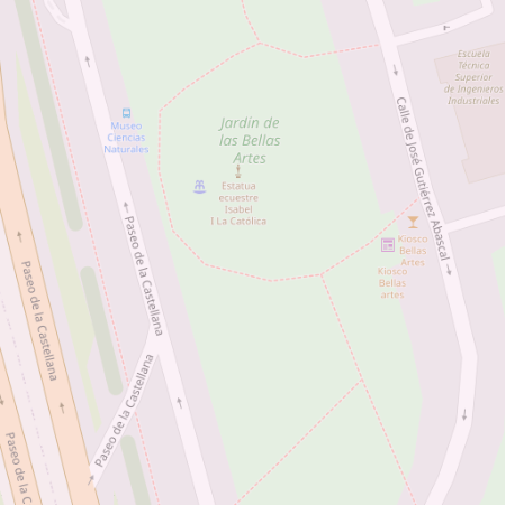 Escuela
Técnica
Superior
de Ingenieros
Industriales
Museo
Ciencias
Naturales
Jardín de
las Bellas
Artes
Calle de José Gutiérrez Abascal
Estatua
ecuestre
Isabel
I La Católica
Kiosco
Bellas
Artes
Kiosco
Bellas
artes
Paseo de la Castellana
Paseo de la Castellana
Paseo de la Castellana
Paseo de la C